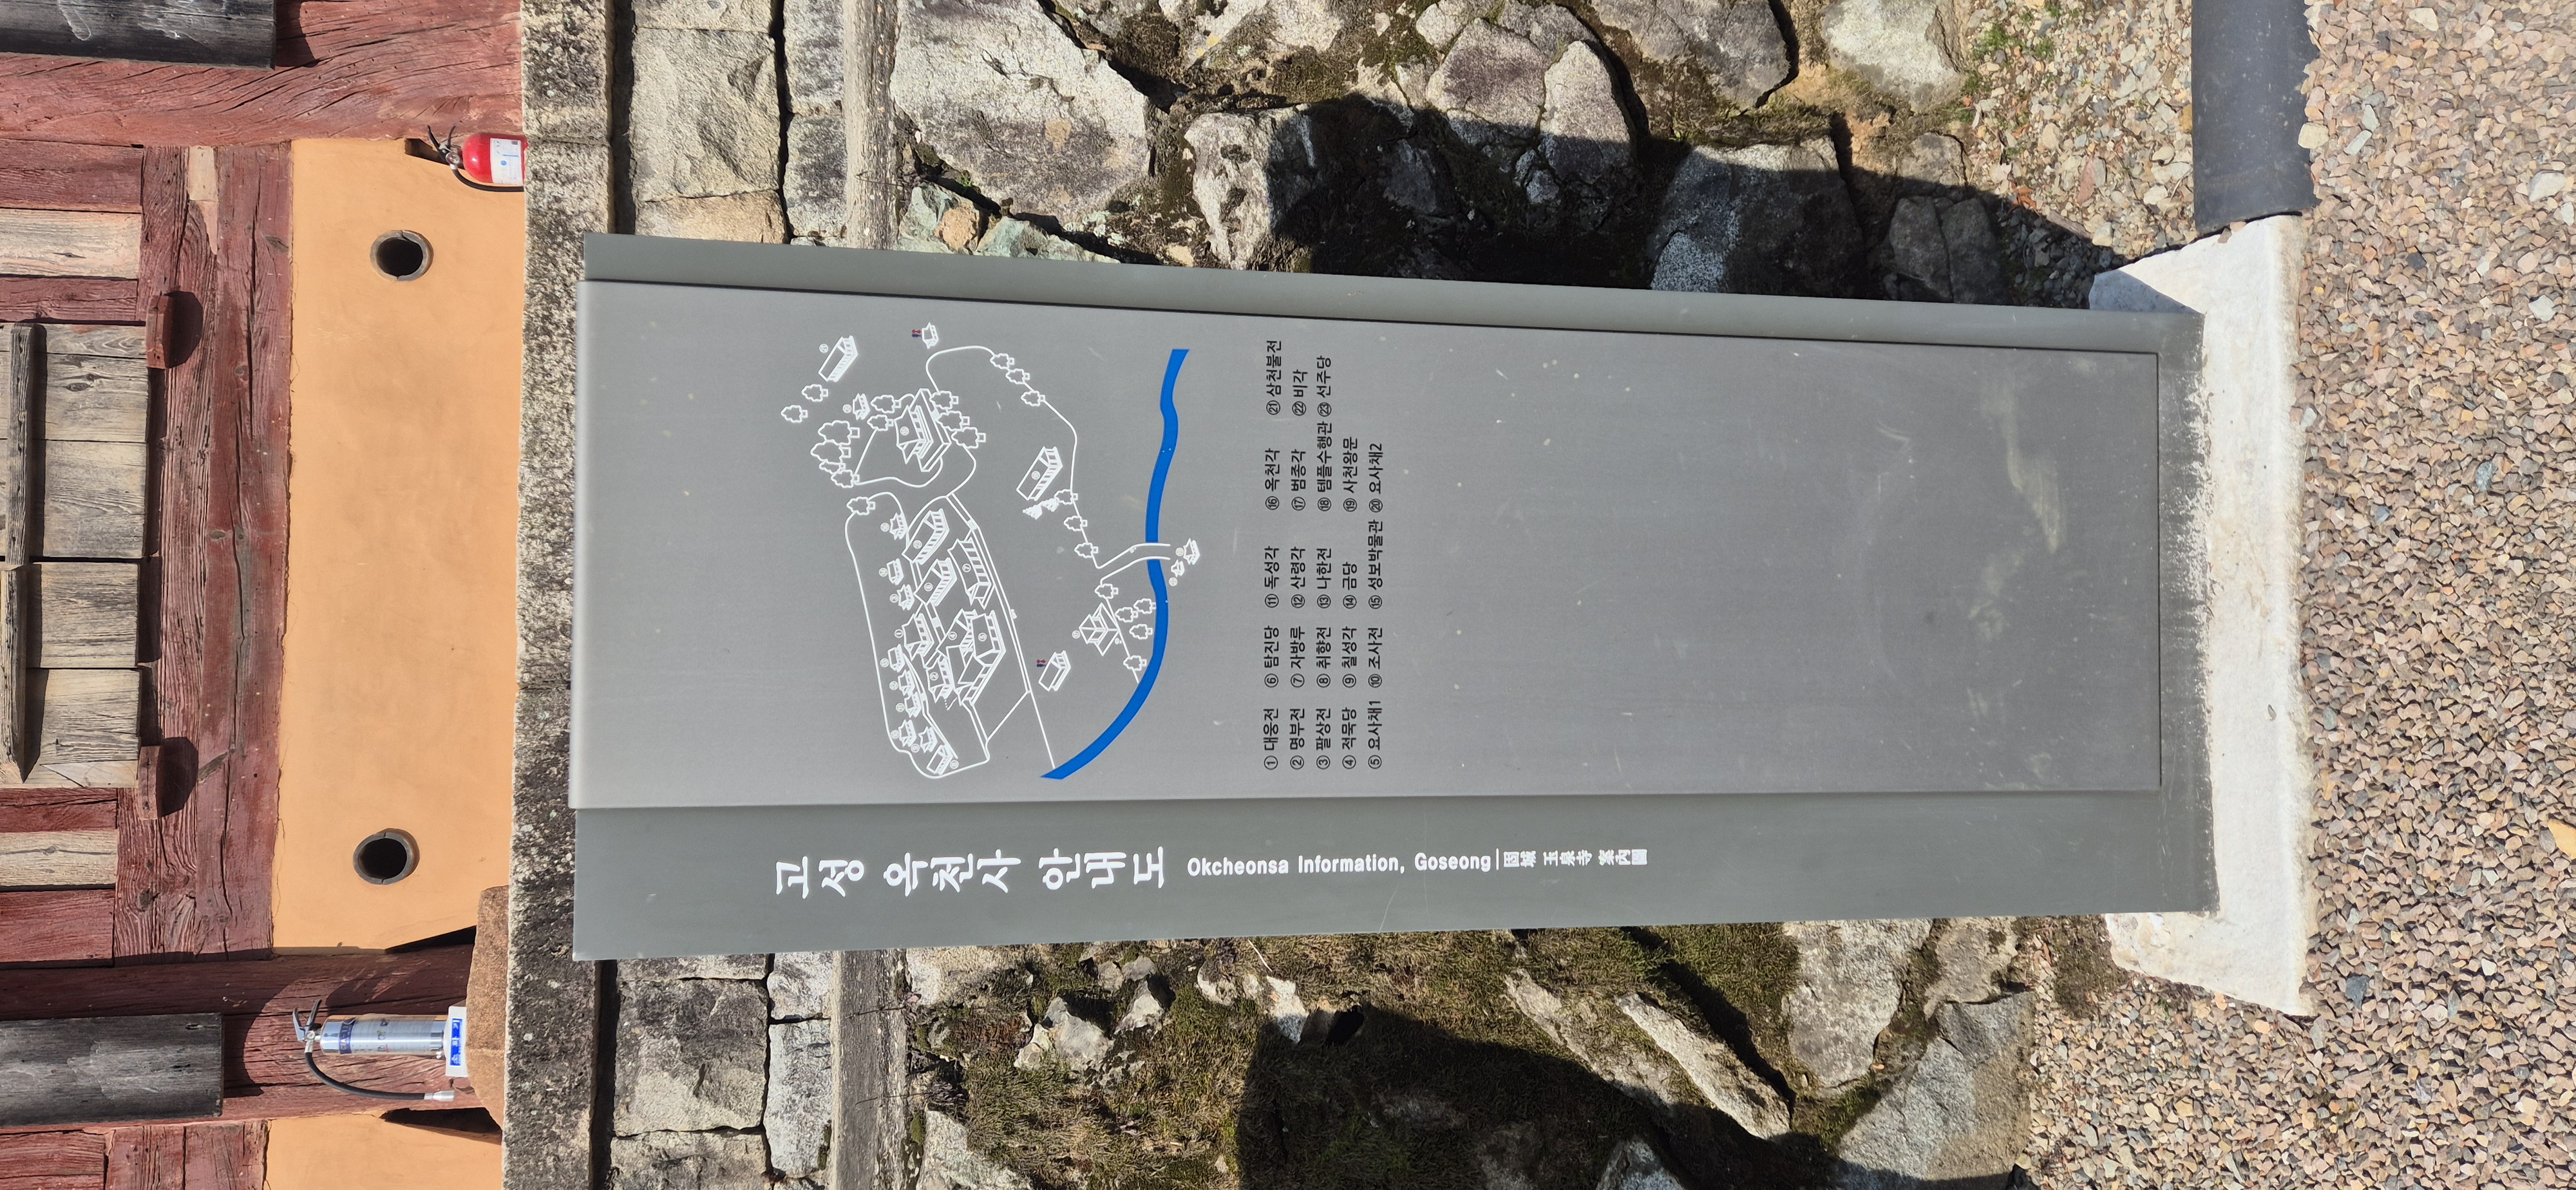 고성 옥천사 안내도 Okcheonsa Information, Goseong | 固城 玉泉寺 案內圖
① 대웅전
② 명부전
③ 팔상전
④ 적묵당
⑤ 요사채1
⑥ 탐진당
⑦ 자방루
⑧ 취향전
⑨ 칠성각
⑩ 조사전
⑪ 독성각
⑫ 산령각
⑬ 나한전
⑭ 금당
⑮ 성보박물관
⑯ 옥천각
⑰ 범종각
⑱ 템플수행관
⑲ 사천왕문
⑳ 요사채2
㉑ 삼천불전
㉒ 비각
㉓ 선주당